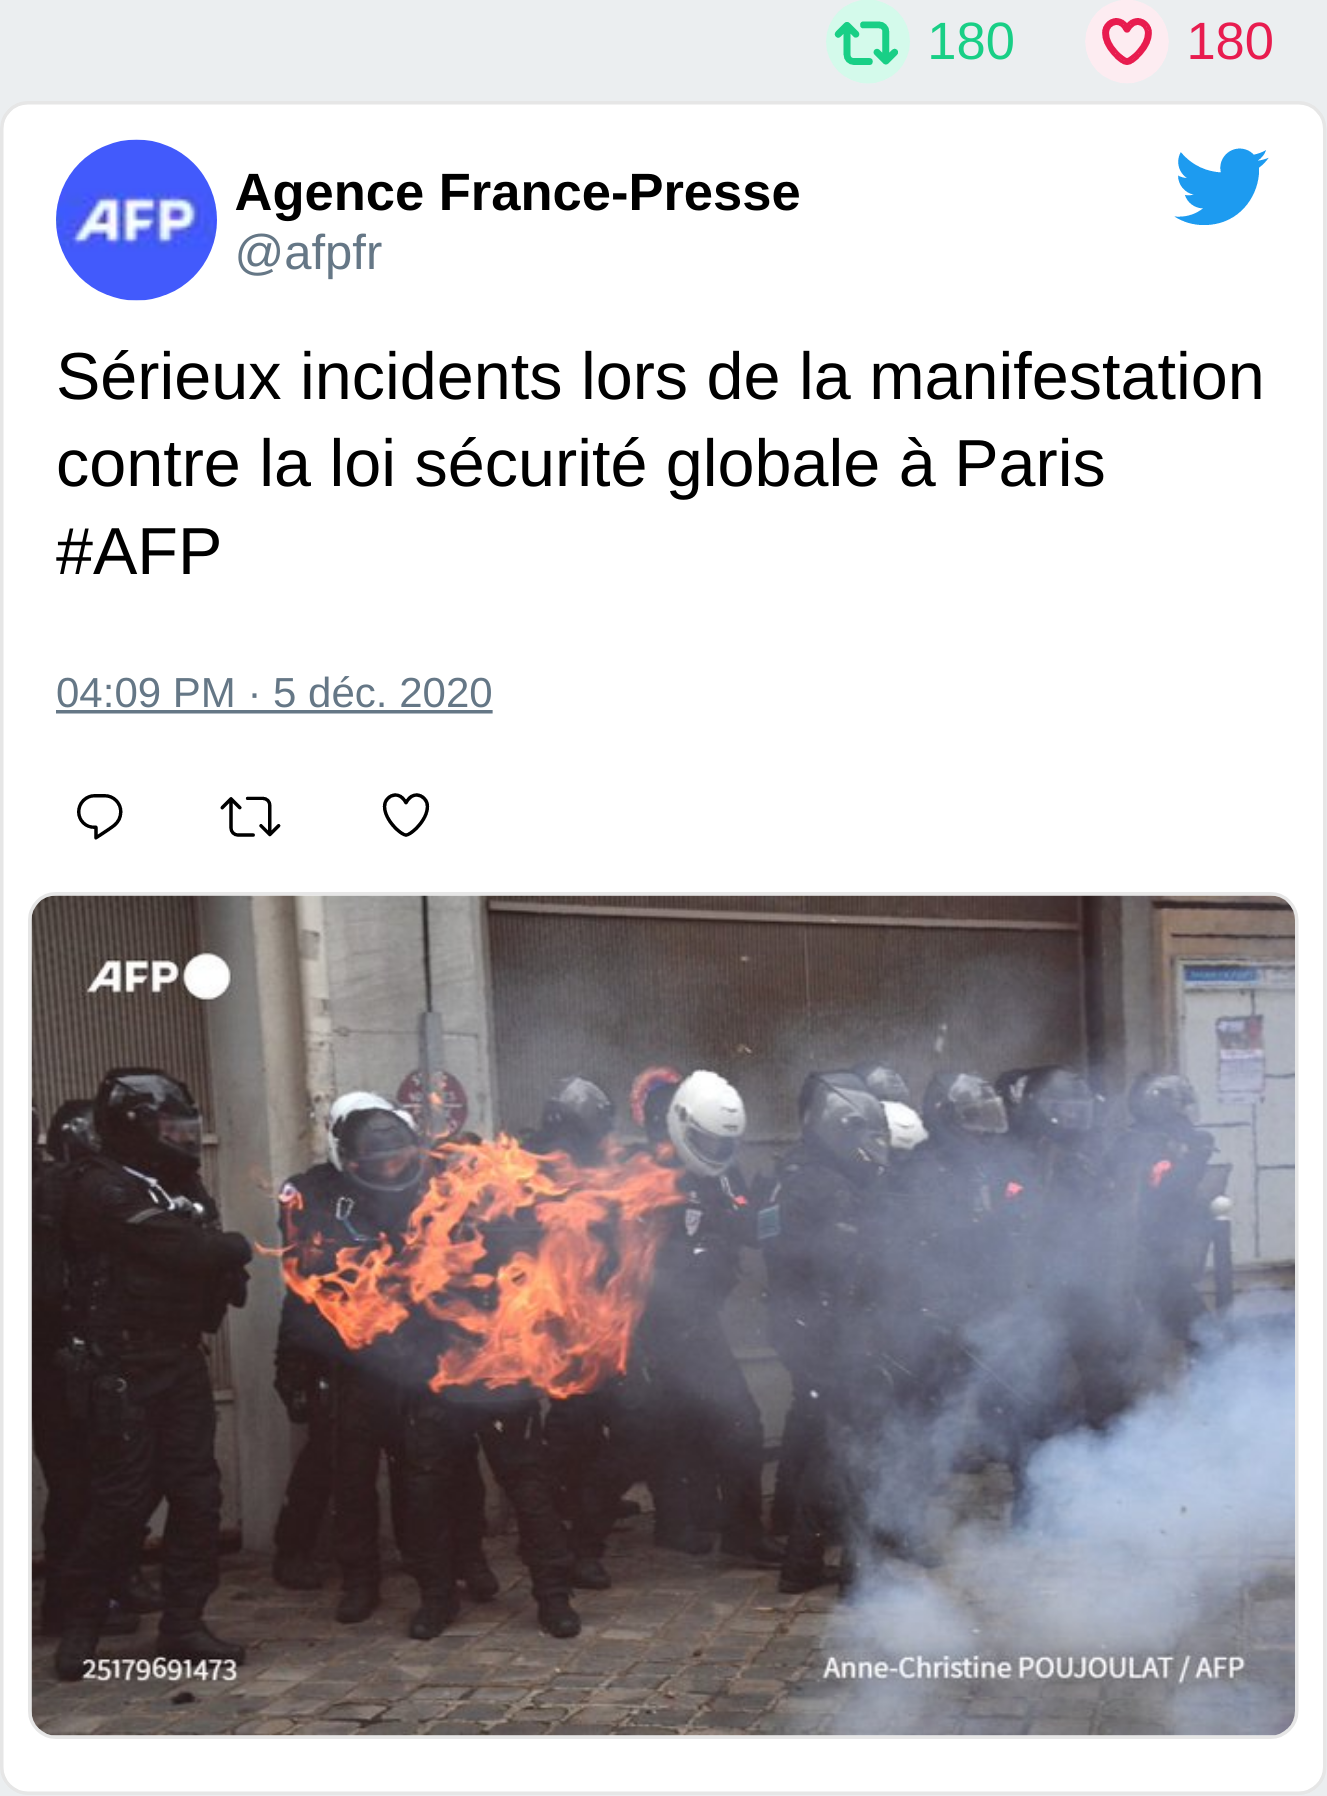 180 180
AFP
Agence France-Presse
@afpfr
Sérieux incidents lors de la manifestation
contre la loi sécurité globale à Paris
#AFP
04:09 PM · 5 déc. 2020
AFP
25179691473
Anne-Christine POUJOULAT / AFP